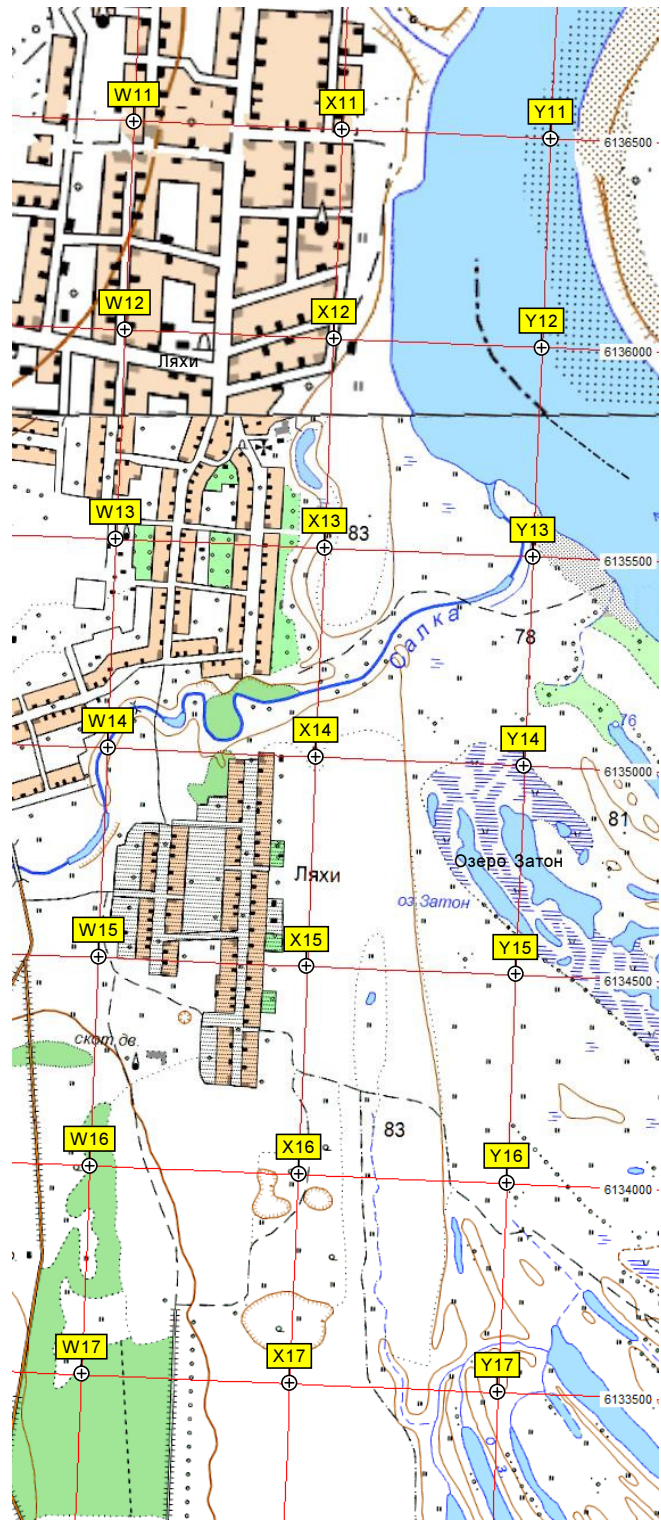 W11
X11
Y11
6136500
W12
X12
Y12
6136000
Ляхи
W13
X13
83
Y13
6135500
Салка
78
W14
X14
Y14
76
6135000
81
Озеро Затон
Ляхи
оз Затон
W15
X15
Y15
6134500
скот. дв.
83
W16
X16
Y16
6134000
W17
X17
Y17
6133500
о з